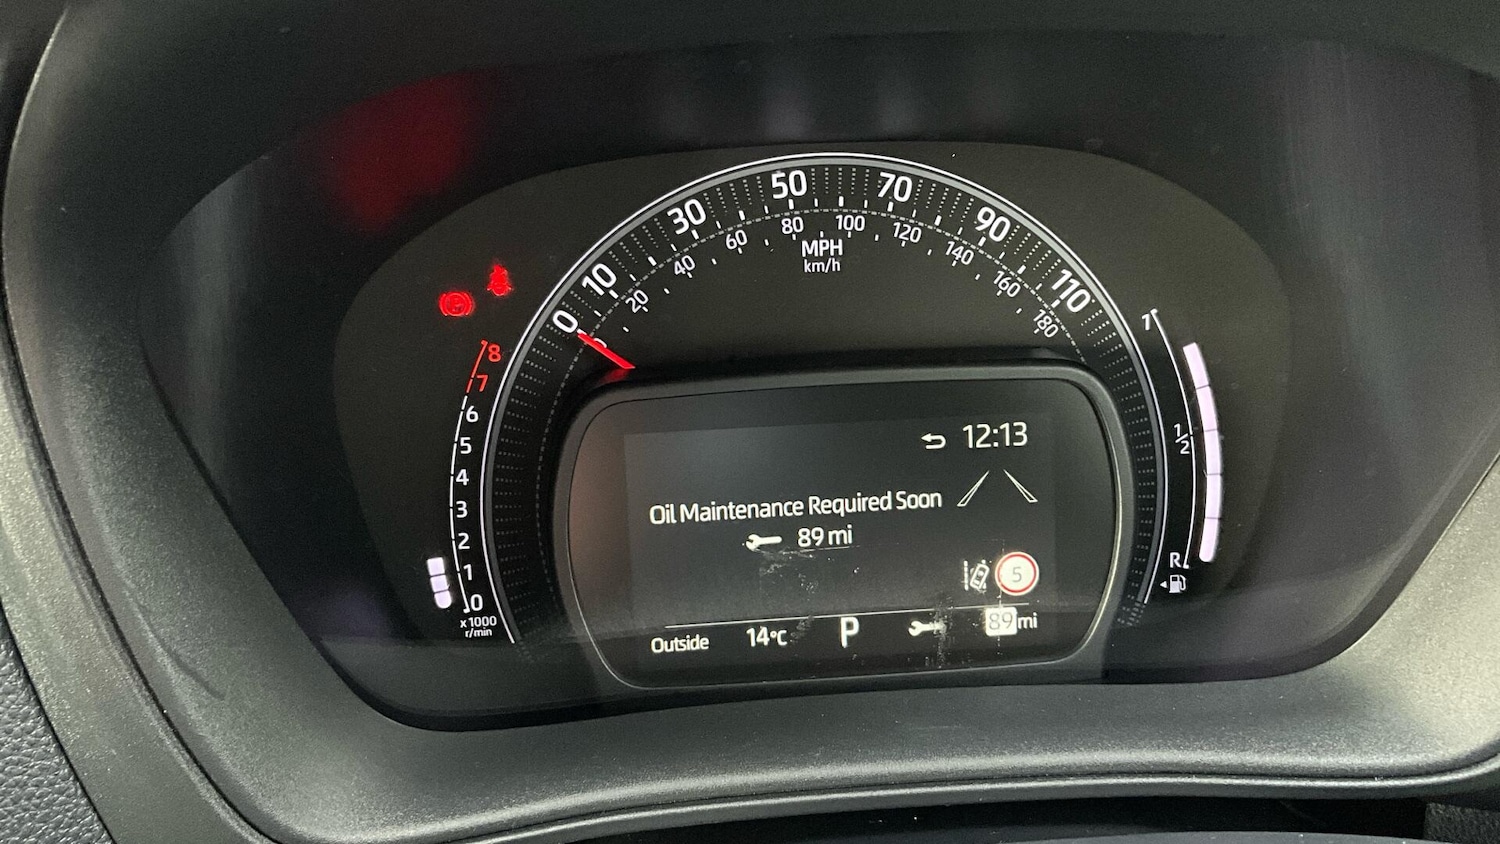 50
30 70
10 90
0 110
20 40 60 80 100 120 140 160 180
MPH
km/h
8
7
6
5
4
3
2
1
0
x1000
r/min
1
1/2
R
12:13
Oil Maintenance Required Soon
89 mi
5
Outside 14°C P 89 mi